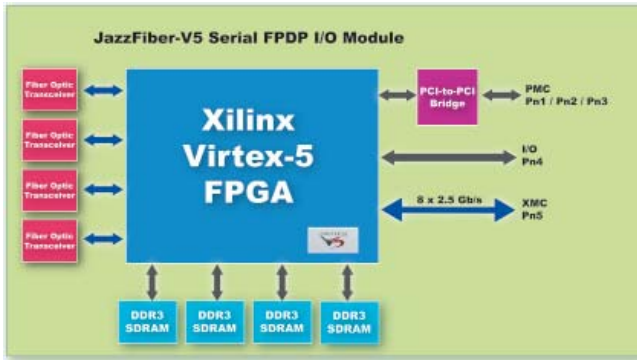 JazzFiber-V5 Serial FPDP I/O Module
Fiber Optic
Transceiver
Fiber Optic
Transceiver
Fiber Optic
Transceiver
Fiber Optic
Transceiver
Xilinx
Virtex-5
FPGA
V5
PCI-to-PCI
Bridge
PMC
Pn1 / Pn2 / Pn3
I/O
Pn4
8 x 2.5 Gb/s
XMC
Pn5
DDR3
SDRAM
DDR3
SDRAM
DDR3
SDRAM
DDR3
SDRAM